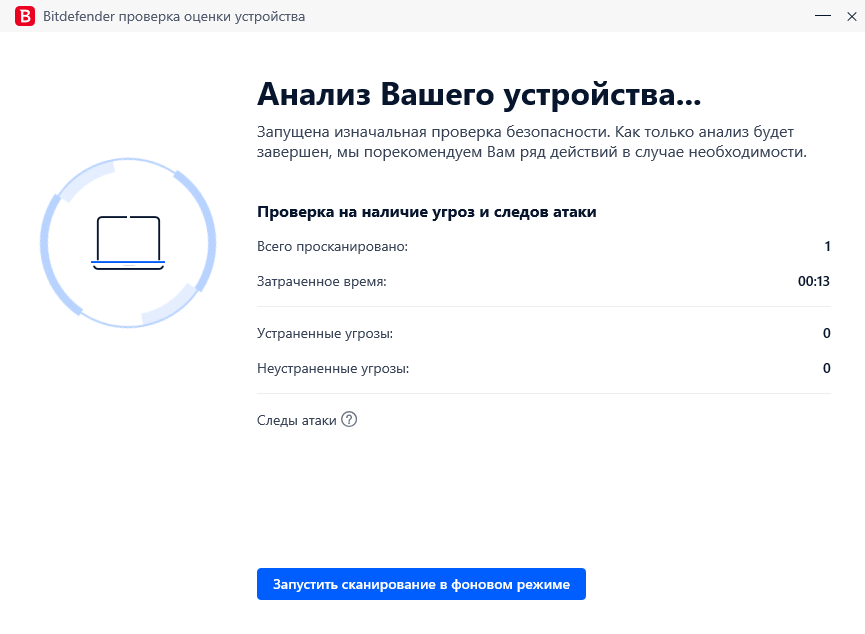 B Bitdefender проверка оценки устройства
Анализ Вашего устройства...
Запущена изначальная проверка безопасности. Как только анализ будет
завершен, мы порекомендуем Вам ряд действий в случае необходимости.
Проверка на наличие угроз и следов атаки
Всего просканировано: 1
Затраченное время: 00:13
Устраненные угрозы: 0
Неустраненные угрозы: 0
Следы атаки ?
Запустить сканирование в фоновом режиме